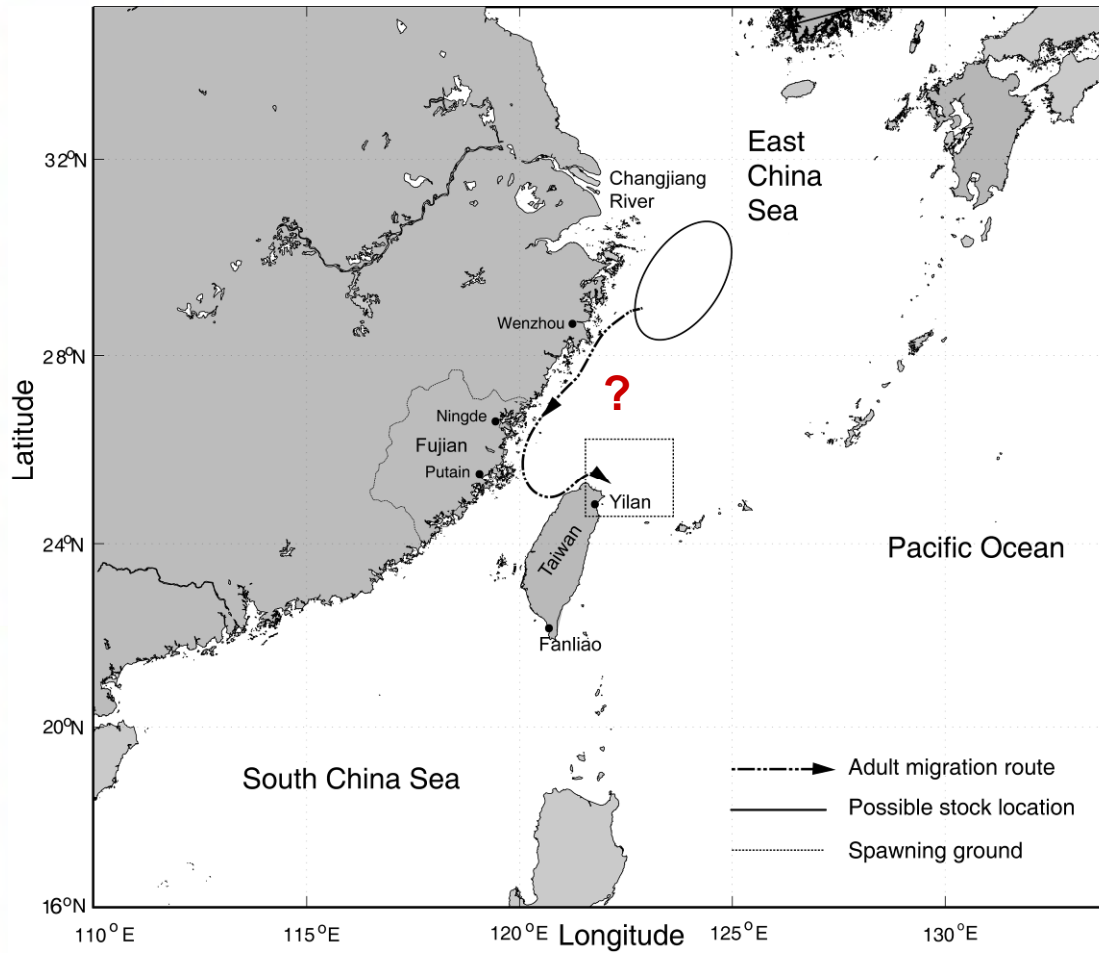 East
China
Sea
32°N
Changjiang
River
Wenzhou
28°N
?
Latitude
Ningde
Fujian
Putain
Yilan
24°N
Taiwan
Pacific Ocean
Fanliao
20°N
South China Sea
Adult migration route
Possible stock location
Spawning ground
16°N
110°E
115°E
120°E
Longitude
125°E
130°E